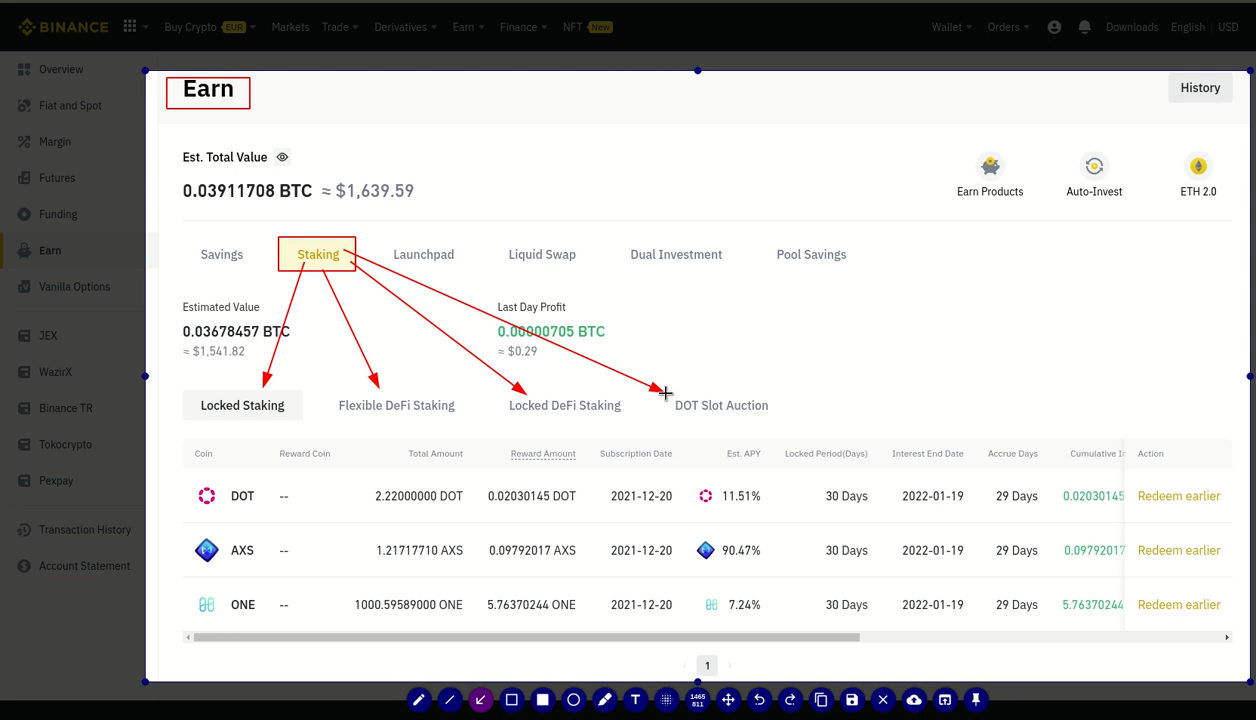 BINANCE Buy Crypto EUR Markets Trade Derivatives Earn Finance NFT New Wallet Orders Downloads English | USD
Overview
Fiat and Spot
Margin
Futures
Funding
Earn
Vanilla Options
JEX
WazirX
Binance TR
Tokocrypto
Pexpay
Transaction History
Account Statement
Earn
History
Est. Total Value
0.03911708 BTC ≈ $1,639.59
Earn Products Auto-Invest ETH 2.0
Savings Staking Launchpad Liquid Swap Dual Investment Pool Savings
Estimated Value Last Day Profit
0.03678457 BTC 0.00000705 BTC
≈ $1,541.82 ≈ $0.29
Locked Staking Flexible DeFi Staking Locked DeFi Staking DOT Slot Auction
Coin Reward Coin Total Amount Reward Amount Subscription Date Est. APY Locked Period(Days) Interest End Date Accrue Days Cumulative Action
DOT -- 2.22000000 DOT 0.02030145 DOT 2021-12-20 11.51% 30 Days 2022-01-19 29 Days 0.02030145 Redeem earlier
AXS -- 1.21717710 AXS 0.09792017 AXS 2021-12-20 90.47% 30 Days 2022-01-19 29 Days 0.09792017 Redeem earlier
ONE -- 1000.59589000 ONE 5.76370244 ONE 2021-12-20 7.24% 30 Days 2022-01-19 29 Days 5.76370244 Redeem earlier
1
T 1465
811